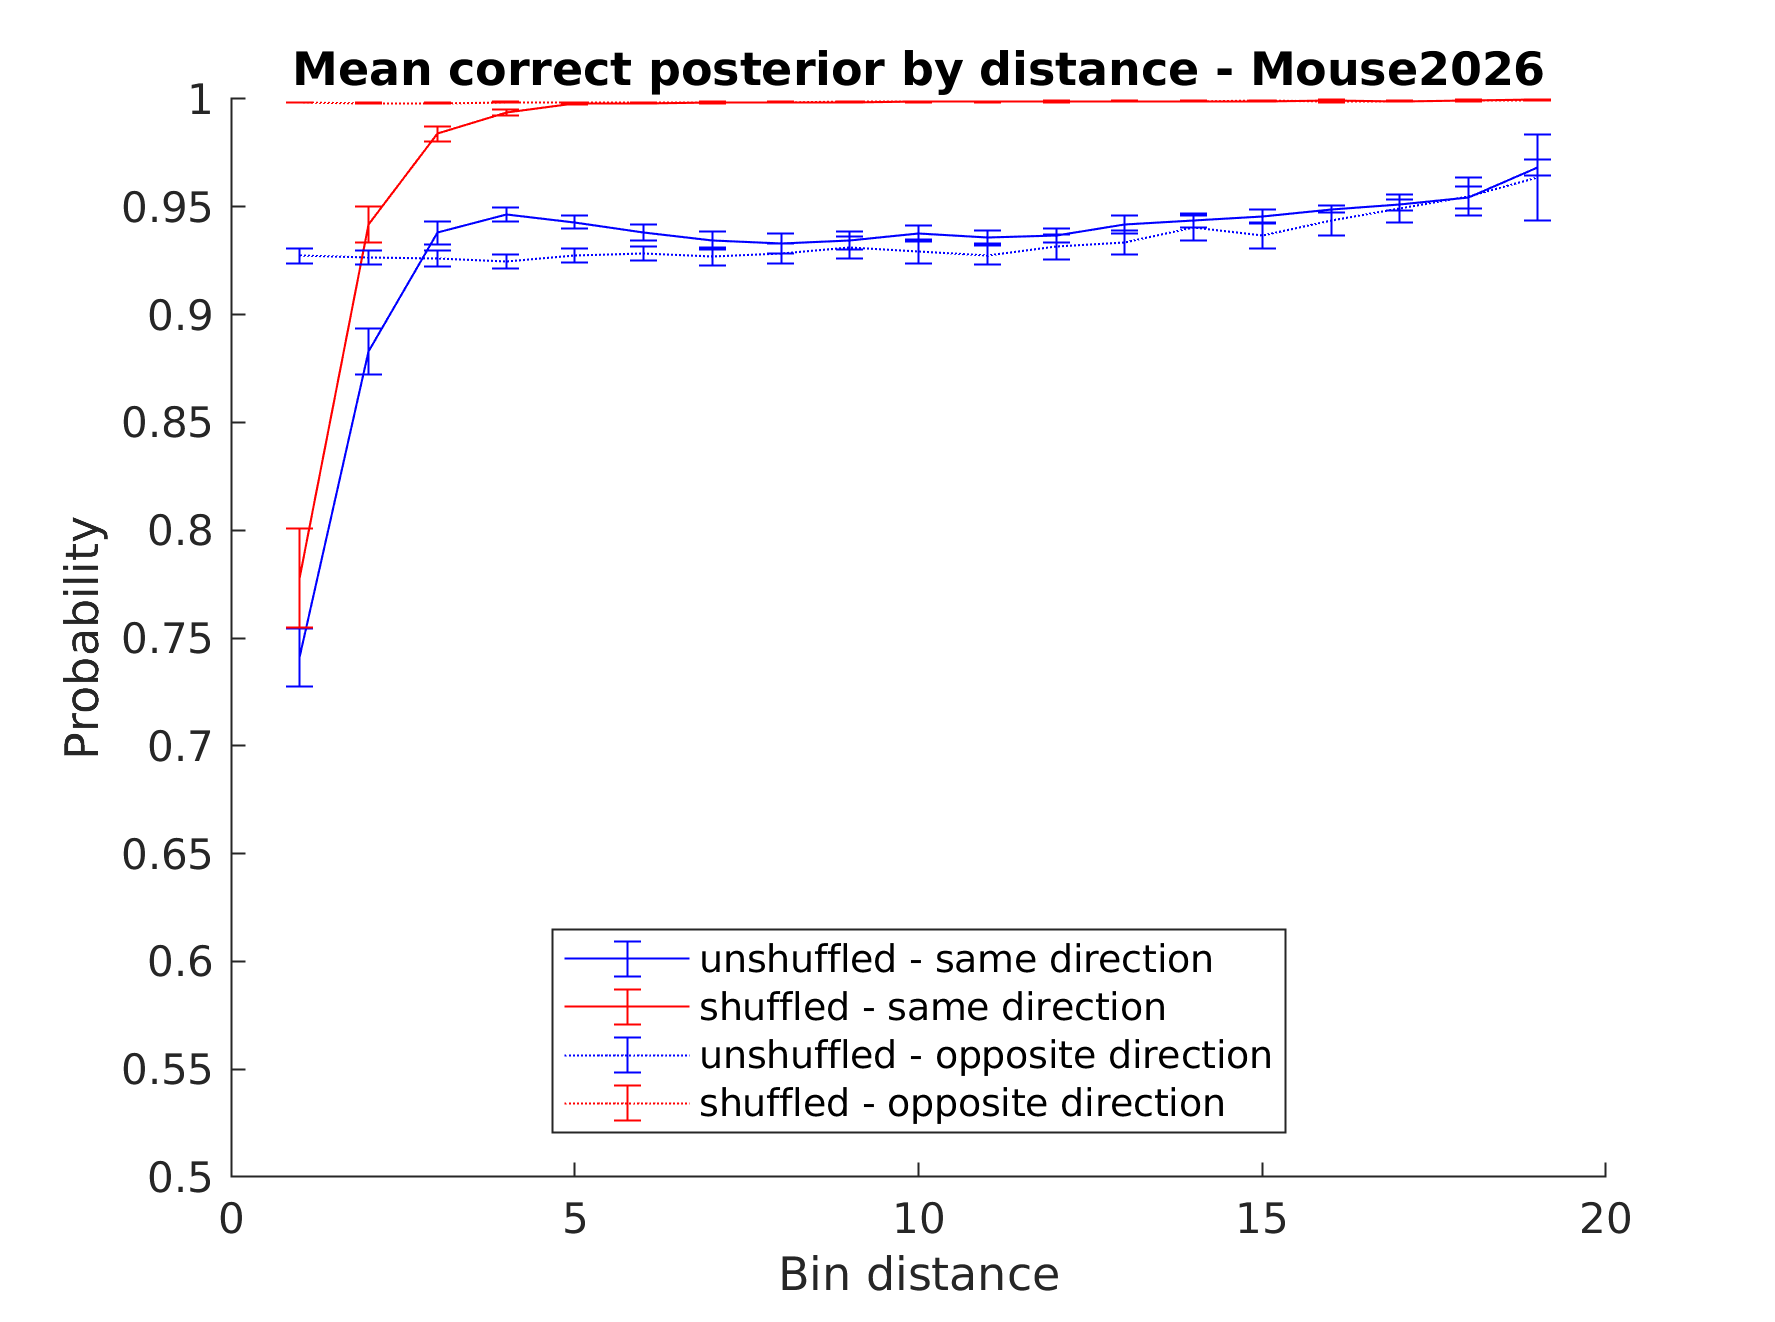 Mean correct posterior by distance - Mouse2026
1
0.95
0.9
0.85
0.8
0.75
0.7
0.65
0.6
0.55
0.5
Probability
unshuffled - same direction
shuffled - same direction
unshuffled - opposite direction
shuffled - opposite direction
0 5 10 15 20
Bin distance